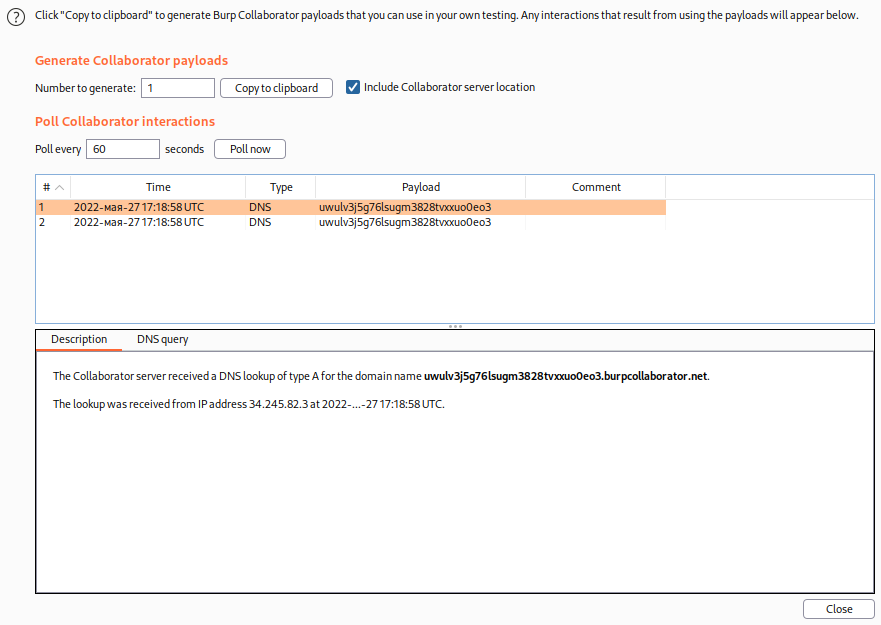 ? Click "Copy to clipboard" to generate Burp Collaborator payloads that you can use in your own testing. Any interactions that result from using the payloads will appear below.
Generate Collaborator payloads
Number to generate: 1 Copy to clipboard Include Collaborator server location
Poll Collaborator interactions
Poll every 60 seconds Poll now
# Time Type Payload Comment
1 2022-мая-27 17:18:58 UTC DNS uwulv3j5g76lsugm3828tvxxuo0eo3
2 2022-мая-27 17:18:58 UTC DNS uwulv3j5g76lsugm3828tvxxuo0eo3
Description DNS query
The Collaborator server received a DNS lookup of type A for the domain name uwulv3j5g76lsugm3828tvxxuo0eo3.burpcollaborator.net.
The lookup was received from IP address 34.245.82.3 at 2022-...-27 17:18:58 UTC.
Close